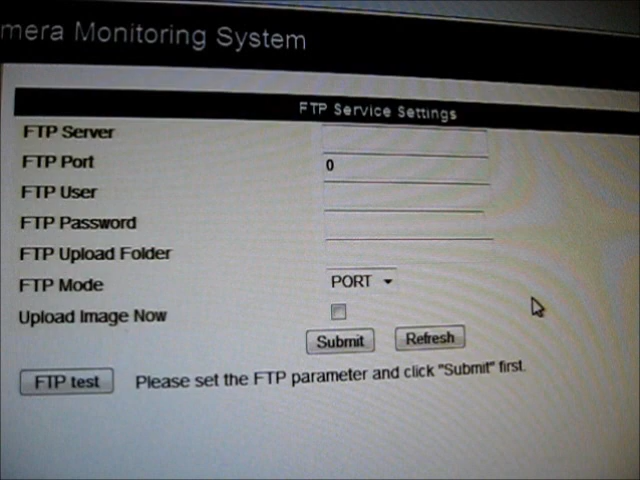 mera Monitoring System
FTP Service Settings
FTP Server
FTP Port 0
FTP User
FTP Password
FTP Upload Folder
FTP Mode PORT
Upload Image Now
Submit Refresh
FTP test Please set the FTP parameter and click "Submit" first.